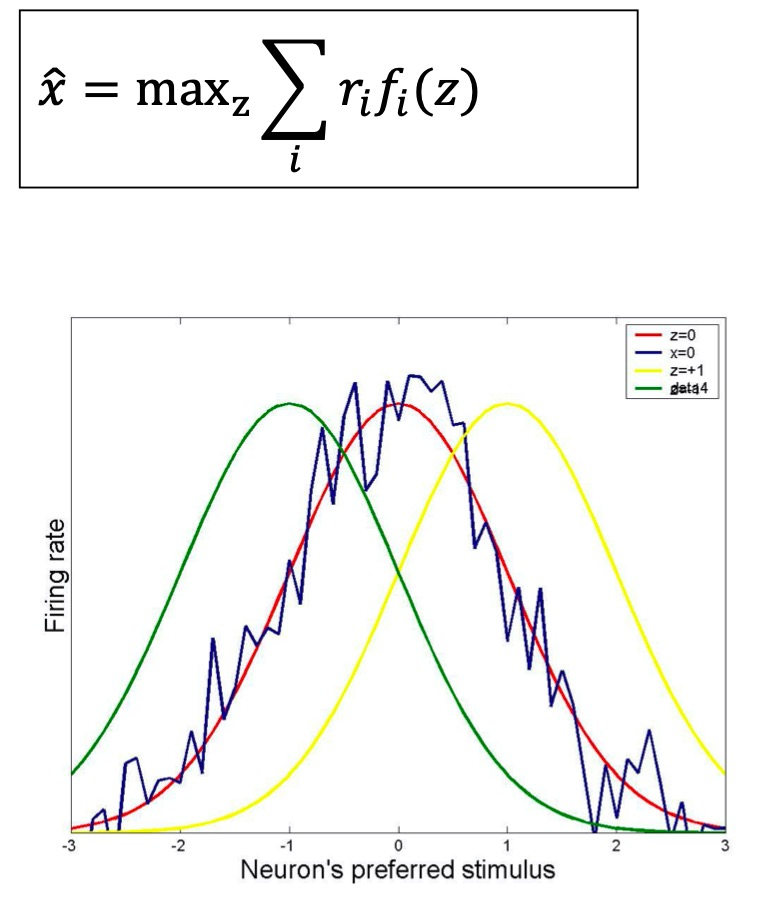 x̂ = max_z ∑_i r_i f_i(z)
z=0
x=0
z=+1
Firing rate
-3 -2 -1 0 1 2 3
Neuron's preferred stimulus